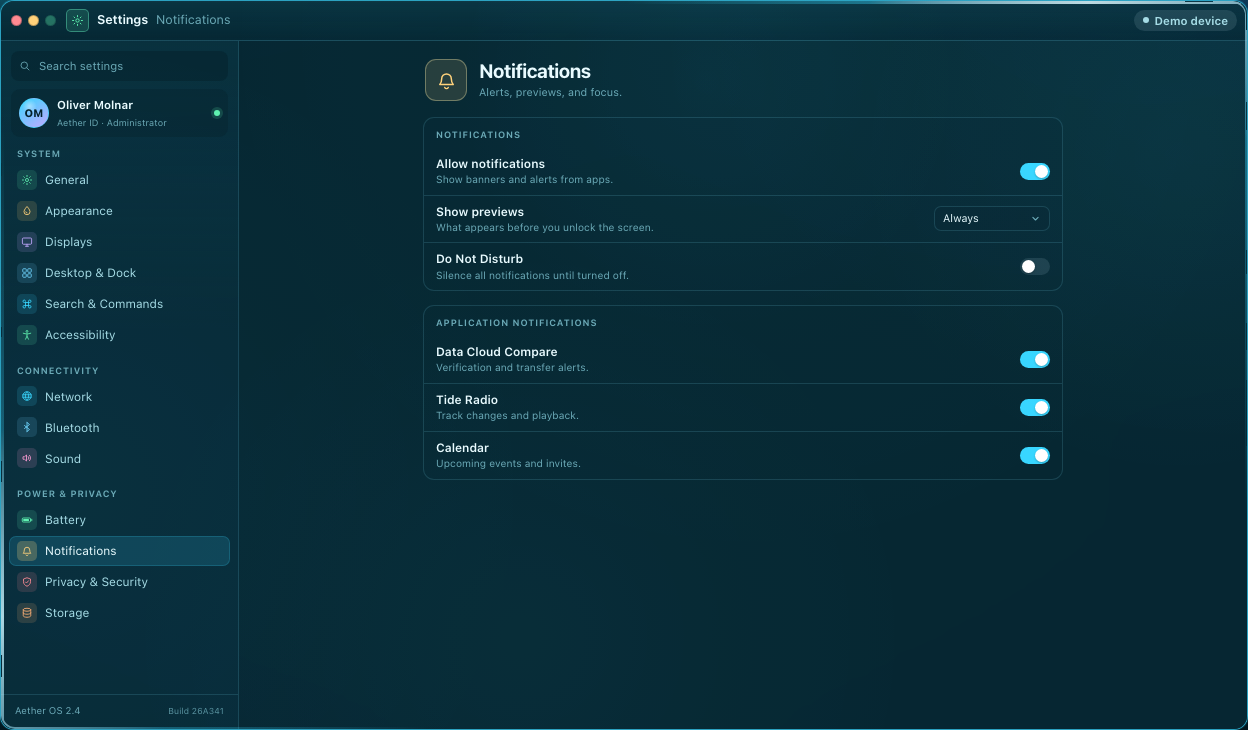 Settings Notifications
Demo device
Search settings
OM
Oliver Molnar
Aether ID · Administrator
SYSTEM
General
Appearance
Displays
Desktop & Dock
Search & Commands
Accessibility
CONNECTIVITY
Network
Bluetooth
Sound
POWER & PRIVACY
Battery
Notifications
Privacy & Security
Storage
Aether OS 2.4
Build 26A341
Notifications
Alerts, previews, and focus.
NOTIFICATIONS
Allow notifications
Show banners and alerts from apps.
Show previews
What appears before you unlock the screen.
Always
Do Not Disturb
Silence all notifications until turned off.
APPLICATION NOTIFICATIONS
Data Cloud Compare
Verification and transfer alerts.
Tide Radio
Track changes and playback.
Calendar
Upcoming events and invites.